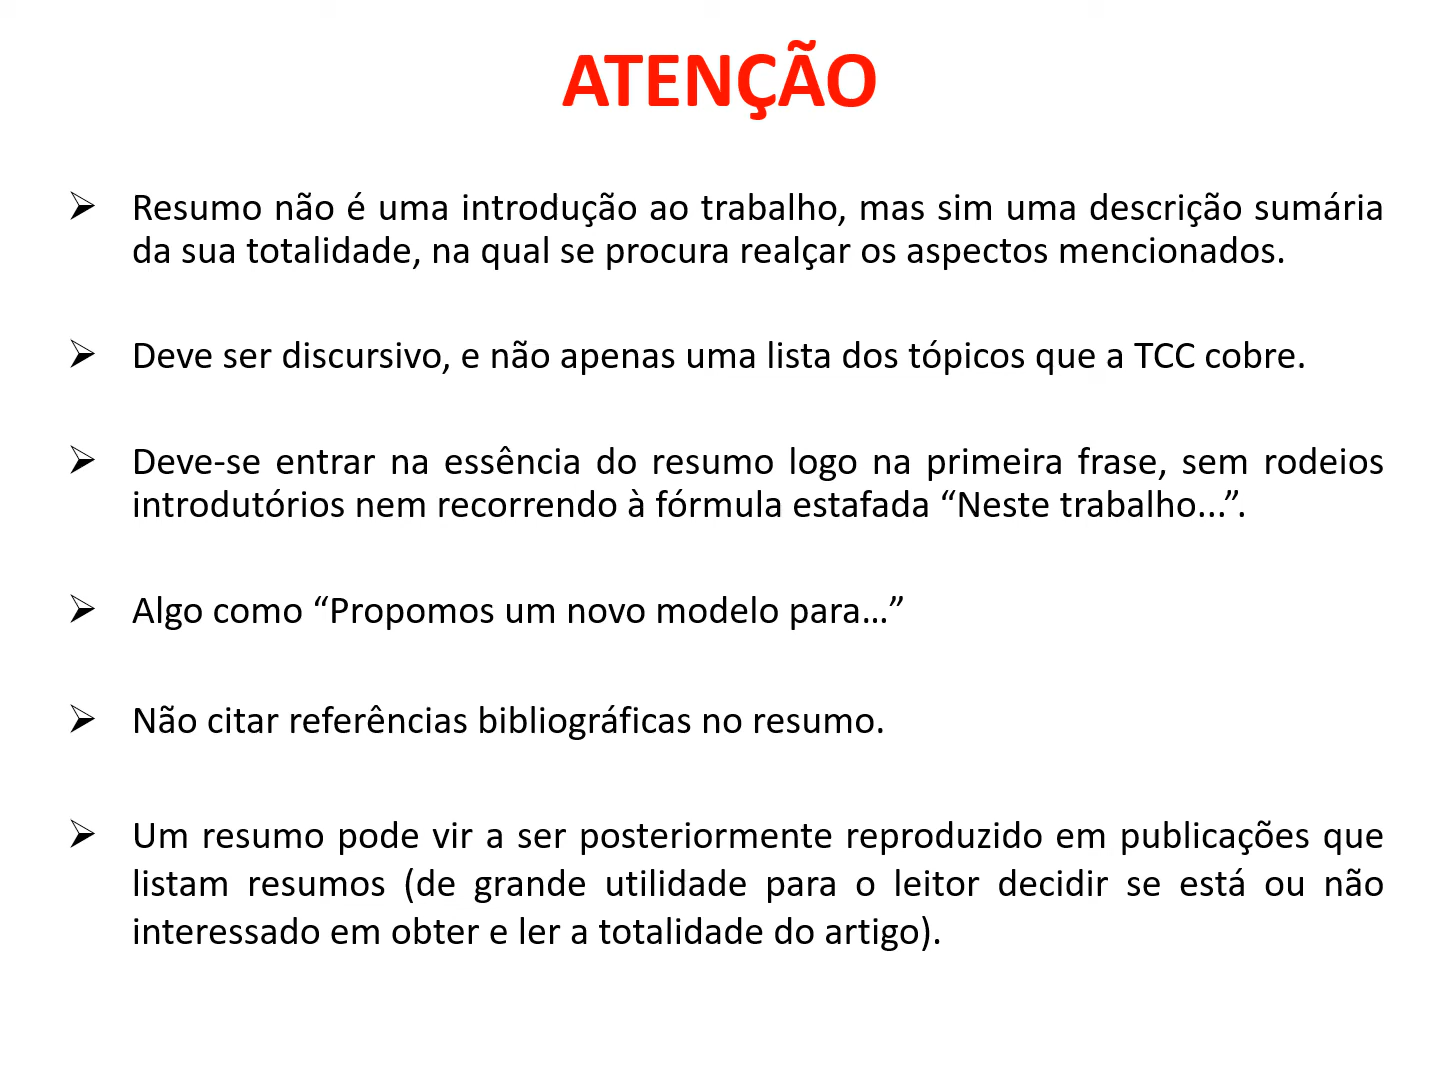 ATENÇÃO
Resumo não é uma introdução ao trabalho, mas sim uma descrição sumária
da sua totalidade, na qual se procura realçar os aspectos mencionados.
Deve ser discursivo, e não apenas uma lista dos tópicos que a TCC cobre.
Deve-se entrar na essência do resumo logo na primeira frase, sem rodeios
introdutórios nem recorrendo à fórmula estafada “Neste trabalho...”.
Algo como “Propomos um novo modelo para…”
Não citar referências bibliográficas no resumo.
Um resumo pode vir a ser posteriormente reproduzido em publicações que
listam resumos (de grande utilidade para o leitor decidir se está ou não
interessado em obter e ler a totalidade do artigo).